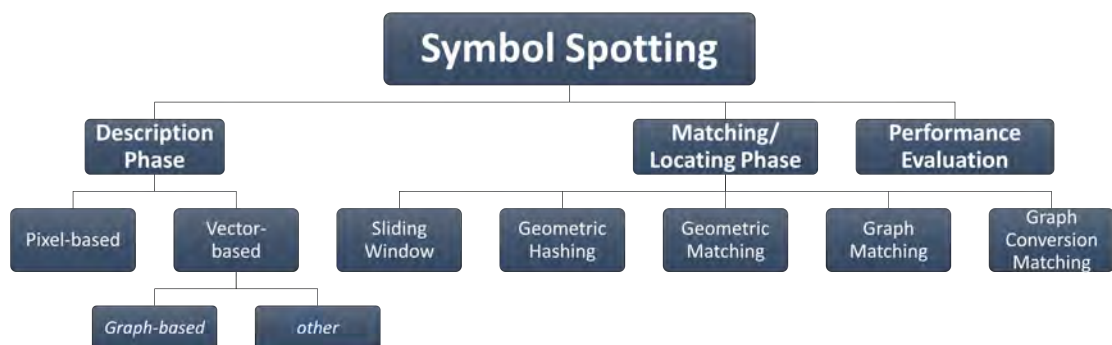 Symbol Spotting
Description
Phase
Matching/
Locating Phase
Performance
Evaluation
Pixel-based
Vector-
based
Sliding
Window
Geometric
Hashing
Geometric
Matching
Graph
Matching
Graph
Conversion
Matching
Graph-based
other